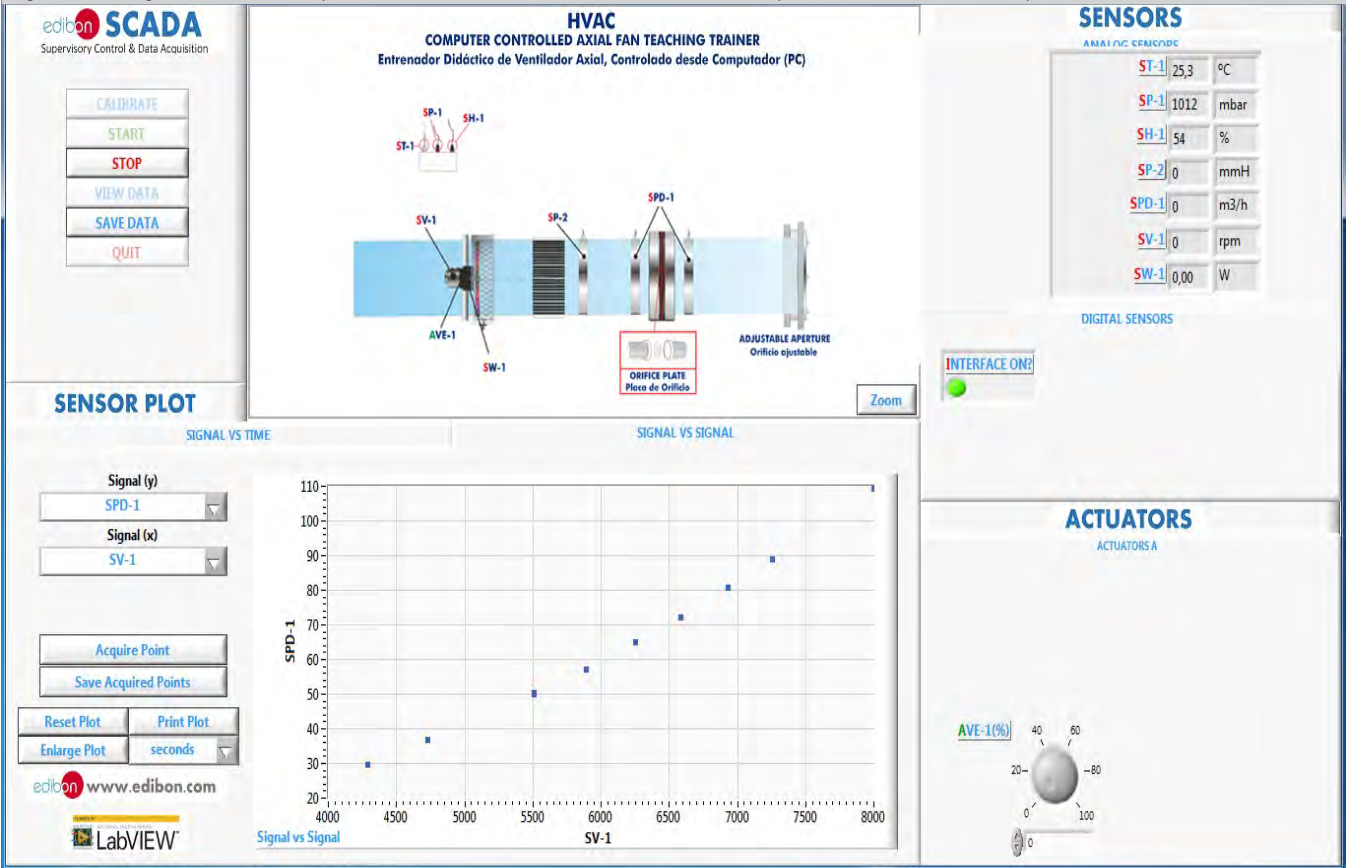 edibon SCADA
Supervisory Control & Data Acquisition
CALIBRATE
START
STOP
VIEW DATA
SAVE DATA
QUIT
HVAC
COMPUTER CONTROLLED AXIAL FAN TEACHING TRAINER
Entrenador Didáctico de Ventilador Axial, Controlado desde Computador (PC)
SP-1
SH-1
ST-1
SV-1
SP-2
SPD-1
AVE-1
SW-1
ORIFICE PLATE
Placa de Orificio
ADJUSTABLE APERTURE
Orificio ajustable
Zoom
SENSORS
ANALOG SENSORS
ST-1 25,3 ºC
SP-1 1012 mbar
SH-1 54 %
SP-2 0 mmH
SPD-1 0 m3/h
SV-1 0 rpm
SW-1 0,00 W
DIGITAL SENSORS
INTERFACE ON?
SENSOR PLOT
SIGNAL VS TIME
SIGNAL VS SIGNAL
Signal (y)
SPD-1
Signal (x)
SV-1
Acquire Point
Save Acquired Points
Reset Plot
Print Plot
Enlarge Plot
seconds
edibon www.edibon.com
LabVIEW
110
100
90
80
70
60
50
40
30
20
SPD-1
4000 4500 5000 5500 6000 6500 7000 7500 8000
Signal vs Signal
SV-1
ACTUATORS
ACTUATORS A
AVE-1(%)
40 60
20 80
0 100
0